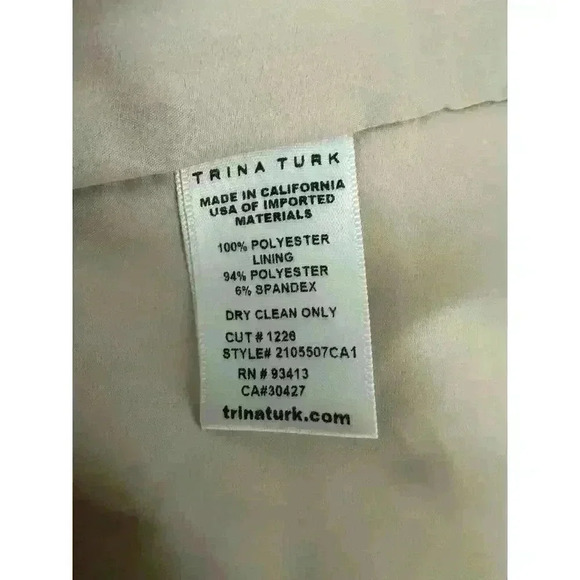 TRINA TURK
MADE IN CALIFORNIA
USA OF IMPORTED
MATERIALS
100% POLYESTER
LINING
94% POLYESTER
6% SPANDEX
DRY CLEAN ONLY
CUT # 1226
STYLE# 2105507CA1
RN # 93413
CA#30427
trinaturk.com